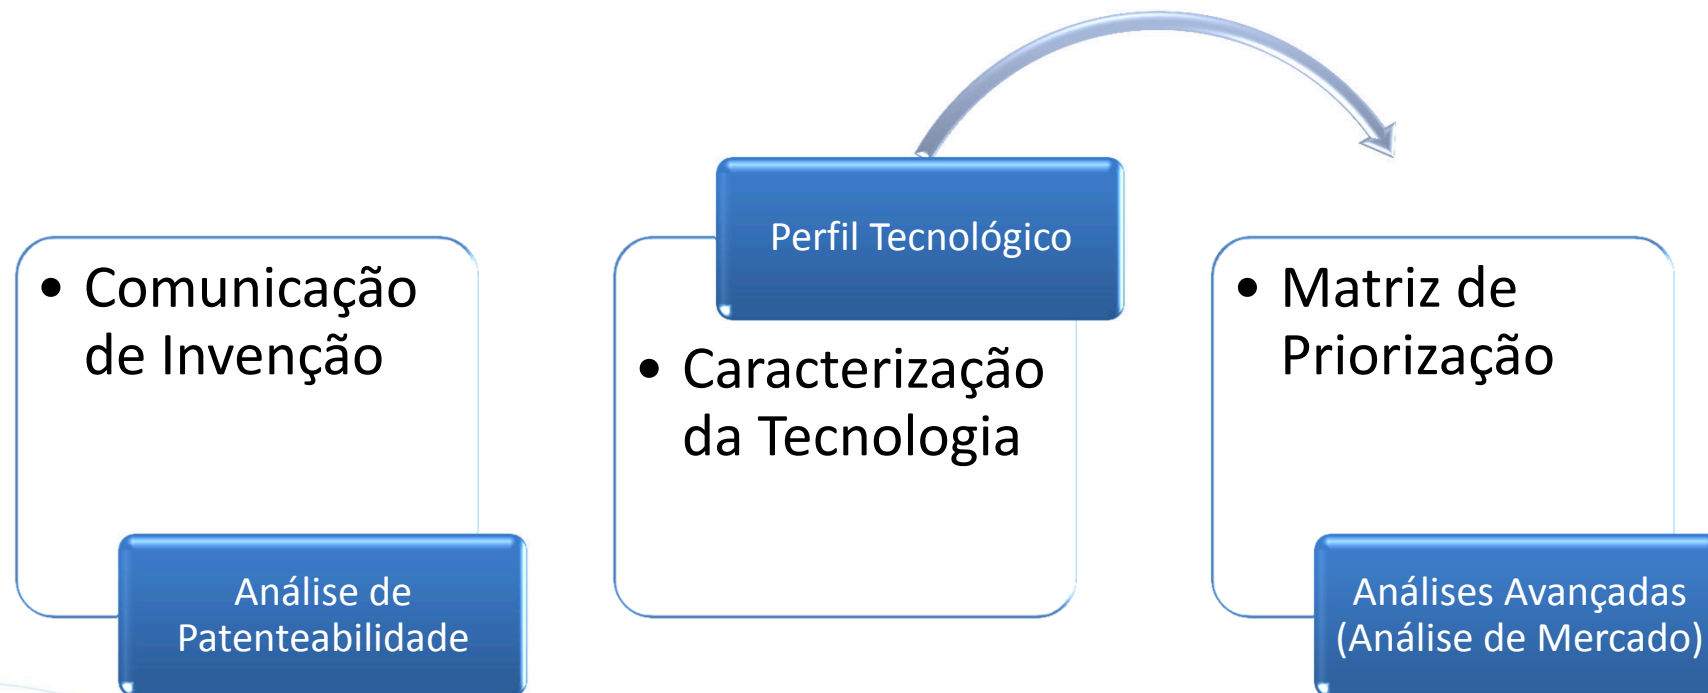 • Comunicação
de Invenção
Análise de
Patenteabilidade
Perfil Tecnológico
• Caracterização
da Tecnologia
• Matriz de
Priorização
Análises Avançadas
(Análise de Mercado)